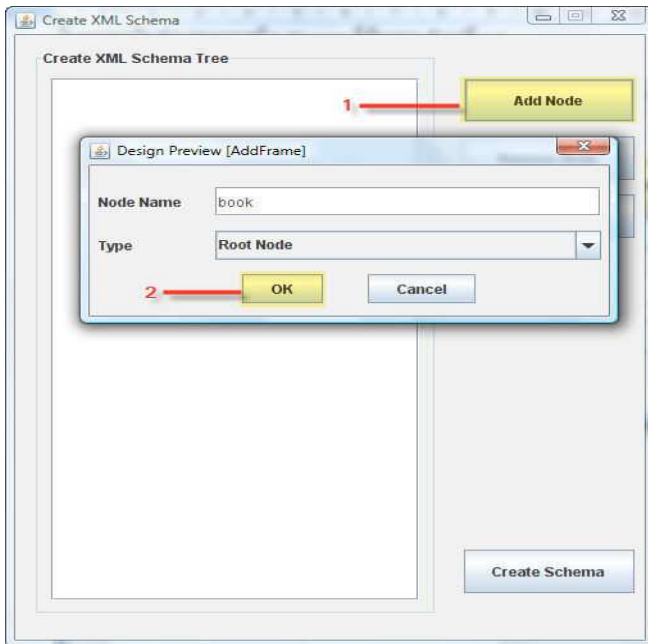 Create XML Schema
Create XML Schema Tree
1
Add Node
Design Preview [AddFrame]
Node Name
book
Type
Root Node
2
OK
Cancel
Create Schema